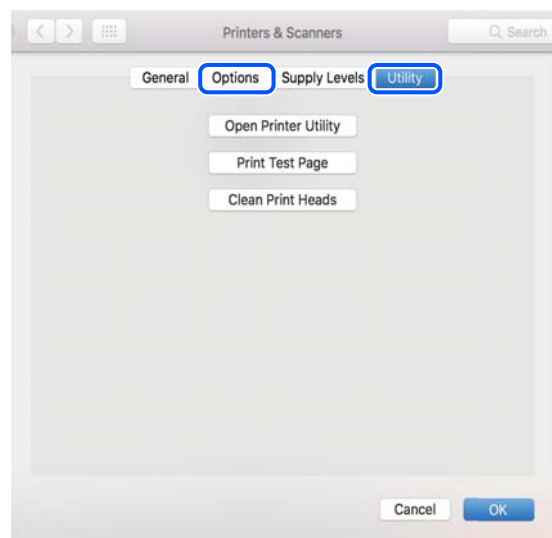 Printers & Scanners Search
General Options Supply Levels Utility
Open Printer Utility
Print Test Page
Clean Print Heads
Cancel OK